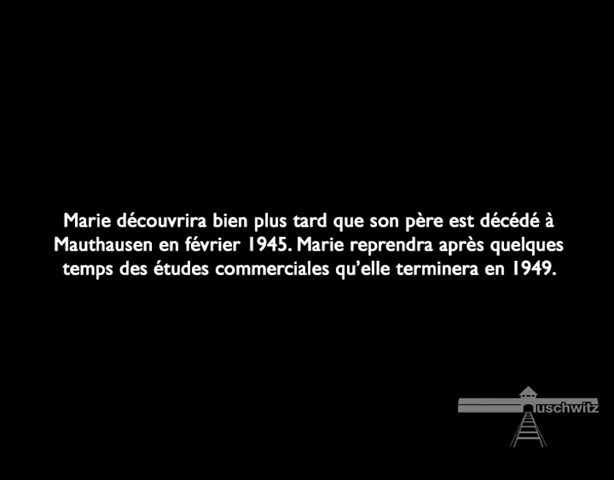 Marie découvrira bien plus tard que son père est décédé à
Mauthausen en février 1945. Marie reprendra après quelques
temps des études commerciales qu’elle terminera en 1949.
uschwitz